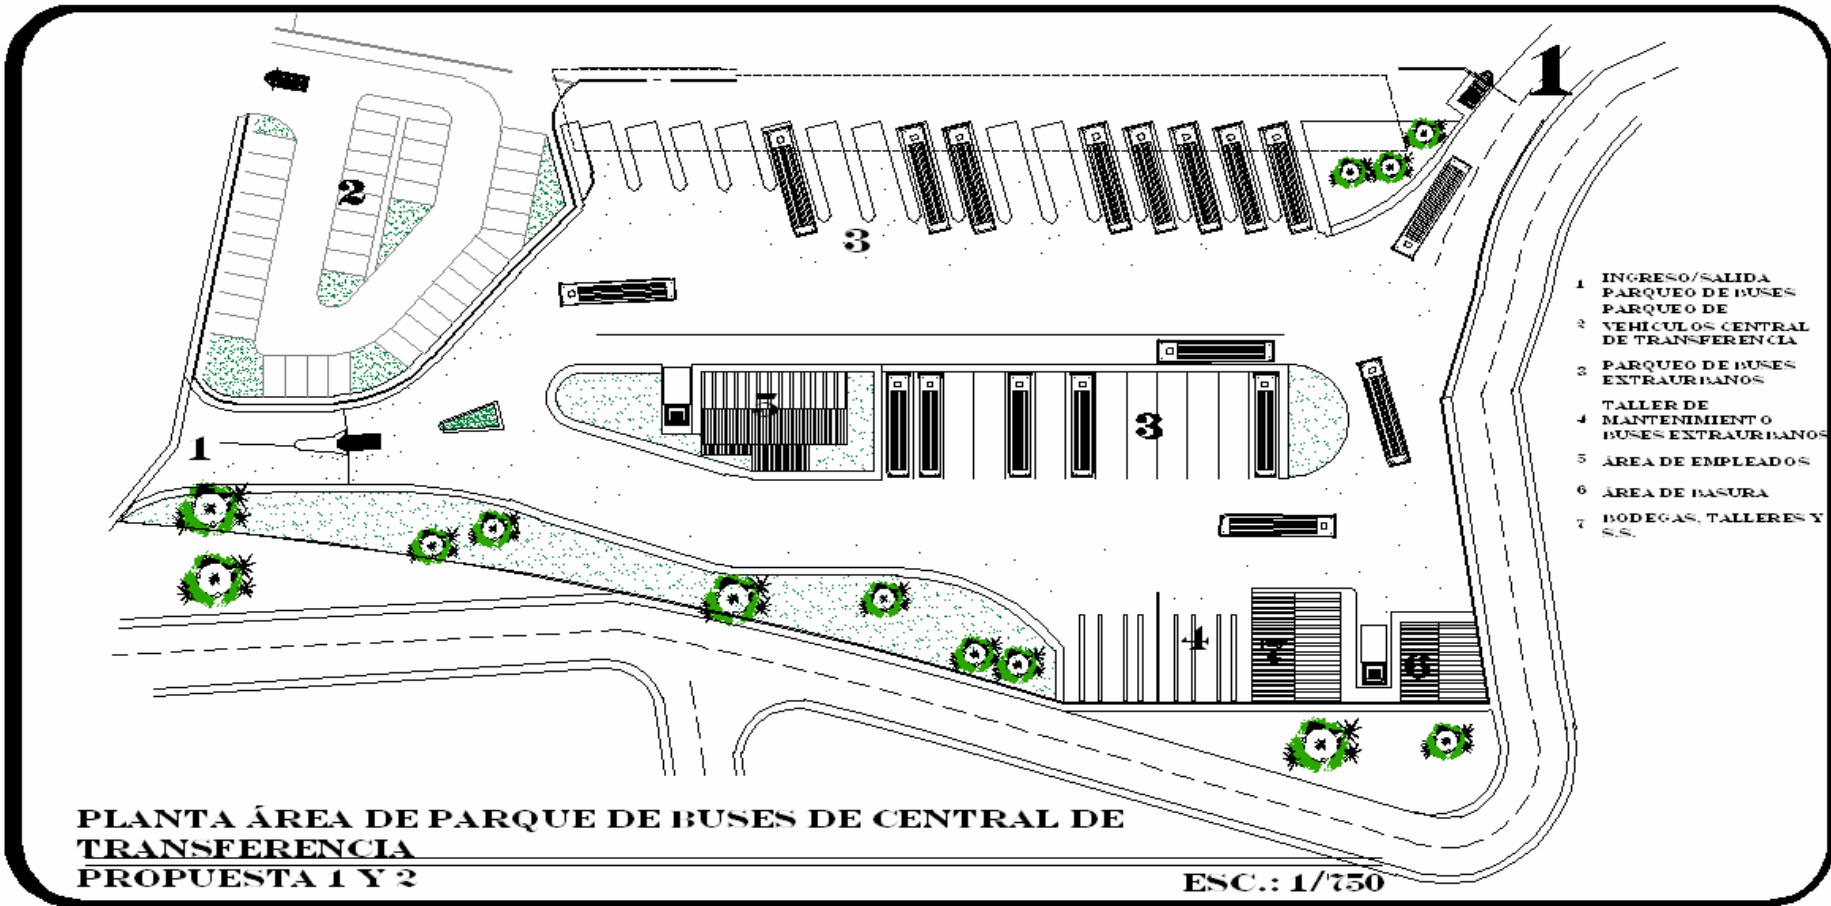 1
2
3
1
5
3
4
7
6
1 INGRESO/SALIDA
PARQUEO DE BUSES
PARQUEO DE
2 VEHÍCULOS CENTRAL
DE TRANSFERENCIA
3 PARQUEO DE BUSES
EXTRAURBANOS
TALLER DE
4 MANTENIMIENTO
BUSES EXTRAURBANOS
5 ÁREA DE EMPLEADOS
6 ÁREA DE BASURA
7 BODEGAS, TALLERES Y
S.S.
PLANTA ÁREA DE PARQUE DE BUSES DE CENTRAL DE
TRANSFERENCIA
PROPUESTA 1 Y 2
ESC.: 1/750